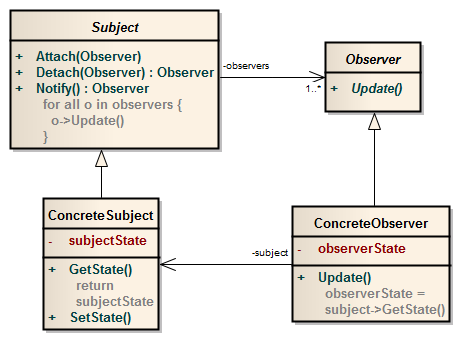 Subject
+ Attach(Observer)
+ Detach(Observer) : Observer
+ Notify() : Observer
for all o in observers {
o->Update()
}
-observers
1..*
Observer
+ Update()
ConcreteSubject
- subjectState
+ GetState()
return
subjectState
+ SetState()
-subject
ConcreteObserver
- observerState
+ Update()
observerState =
subject->GetState()